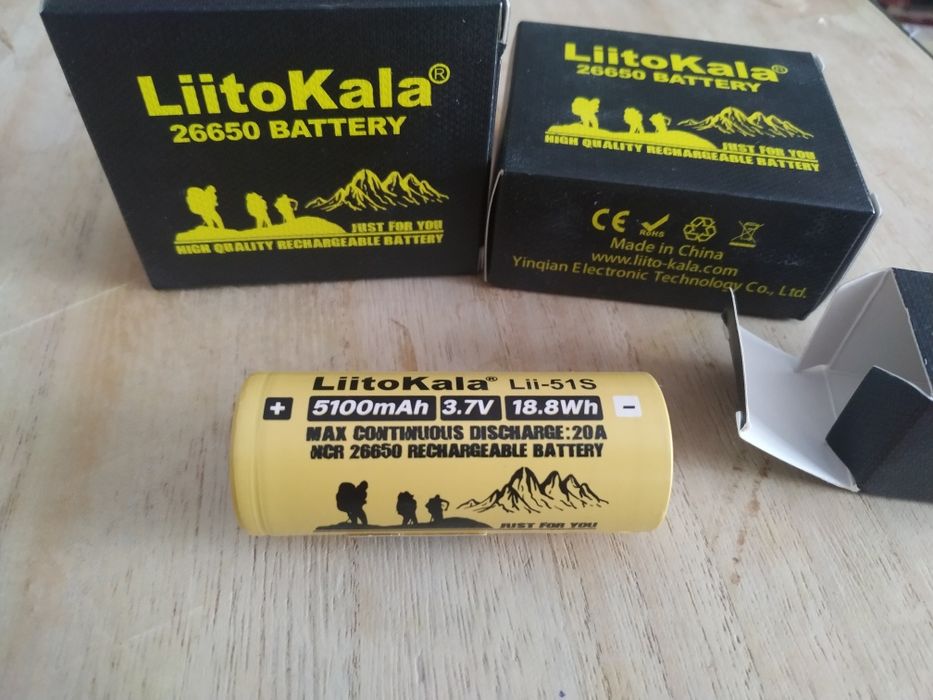 LiitoKala®
26650 BATTERY
JUST FOR YOU
HIGH QUALITY RECHARGEABLE BATTERY
LiitoKala®
26650 BATTERY
JUST FOR YOU
HIGH QUALITY RECHARGEABLE BATTERY
CE
RoHS
Made in China
www.liito-kala.com
Yinqian Electronic Technology Co., Ltd.
LiitoKala® Lii-51S
+ 5100mAh 3.7V 18.8Wh -
MAX CONTINUOUS DISCHARGE:20A
NCR 26650 RECHARGEABLE BATTERY
JUST FOR YOU